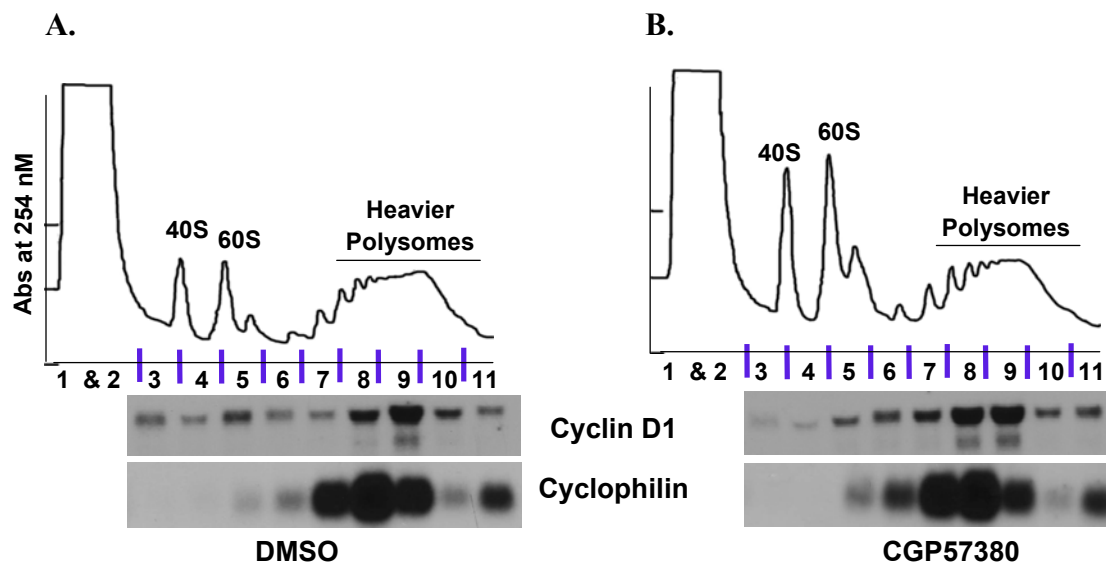 A.
Abs at 254 nM
40S
60S
Heavier
Polysomes
1 & 2 3 4 5 6 7 8 9 10 11
DMSO
B.
40S
60S
Heavier
Polysomes
1 & 2 3 4 5 6 7 8 9 10 11
Cyclin D1
Cyclophilin
CGP57380